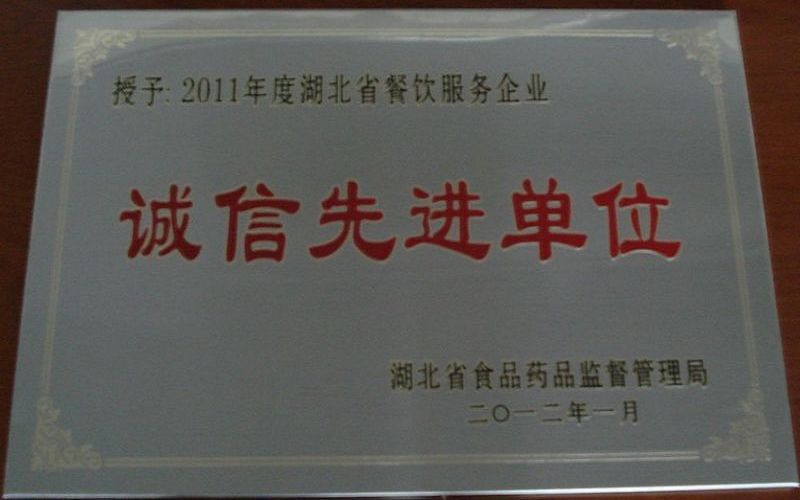 授予: 2011年度湖北省餐饮服务企业
诚信先进单位
湖北省食品药品监督管理局
二〇一二年一月